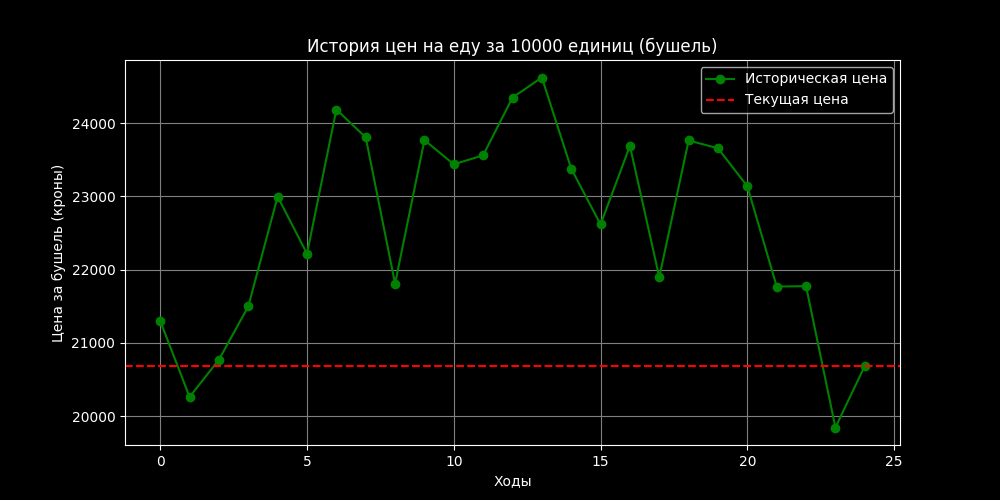 История цен на еду за 10000 единиц (бушель)
Историческая цена
Текущая цена
Цена за бушель (кроны)
24000
23000
22000
21000
20000
0 5 10 15 20 25
Ходы